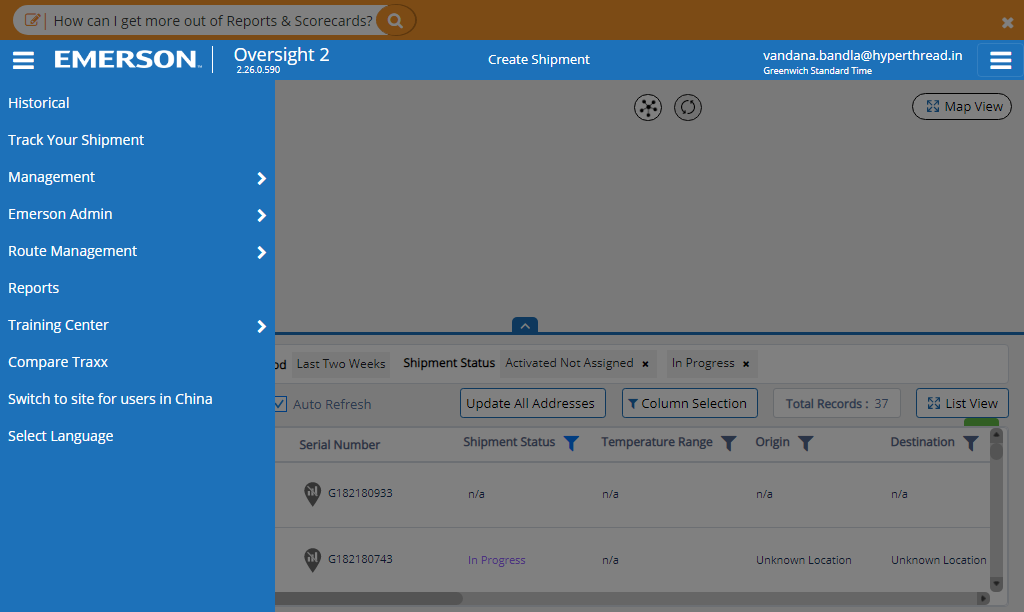 How can I get more out of Reports & Scorecards?
EMERSON
Oversight 2
2.26.0.590
Create Shipment
vandana.bandla@hyperthread.in
Greenwich Standard Time
Historical
Track Your Shipment
Management
Emerson Admin
Route Management
Reports
Training Center
Compare Traxx
Switch to site for users in China
Select Language
Map View
Last Two Weeks Shipment Status Activated Not Assigned × In Progress ×
Auto Refresh Update All Addresses Column Selection Total Records : 37 List View
Serial Number Shipment Status Temperature Range Origin Destination
G182180933 n/a n/a n/a n/a
G182180743 In Progress n/a Unknown Location Unknown Location